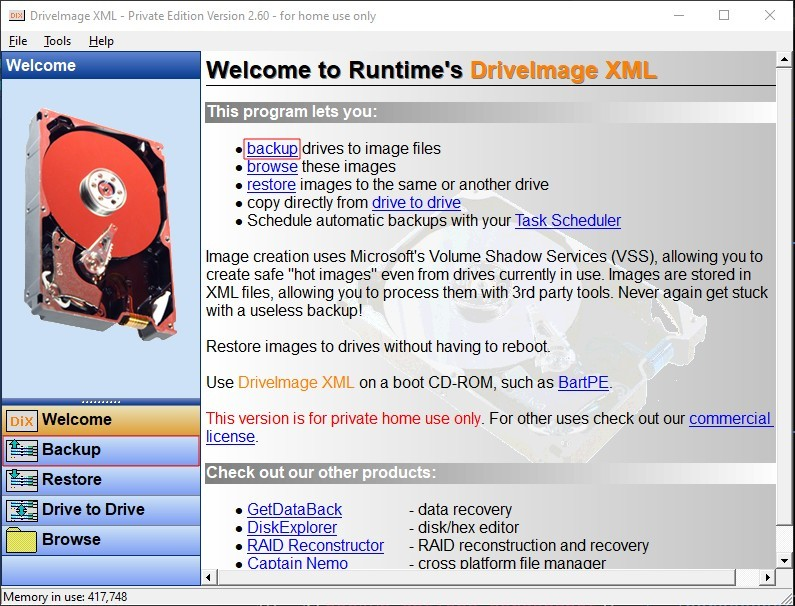 DriveImage XML - Private Edition Version 2.60 - for home use only
File Tools Help
Welcome
DiX Welcome
Backup
Restore
Drive to Drive
Browse
Welcome to Runtime's DriveImage XML
This program lets you:
● backup drives to image files
● browse these images
● restore images to the same or another drive
● copy directly from drive to drive
● Schedule automatic backups with your Task Scheduler
Image creation uses Microsoft's Volume Shadow Services (VSS), allowing you to
create safe "hot images" even from drives currently in use. Images are stored in
XML files, allowing you to process them with 3rd party tools. Never again get stuck
with a useless backup!
Restore images to drives without having to reboot.
Use DriveImage XML on a boot CD-ROM, such as BartPE.
This version is for private home use only. For other uses check out our commercial
license.
Check out our other products:
● GetDataBack - data recovery
● DiskExplorer - disk/hex editor
● RAID Reconstructor - RAID reconstruction and recovery
● Captain Nemo - cross platform file manager
Memory in use: 417,748